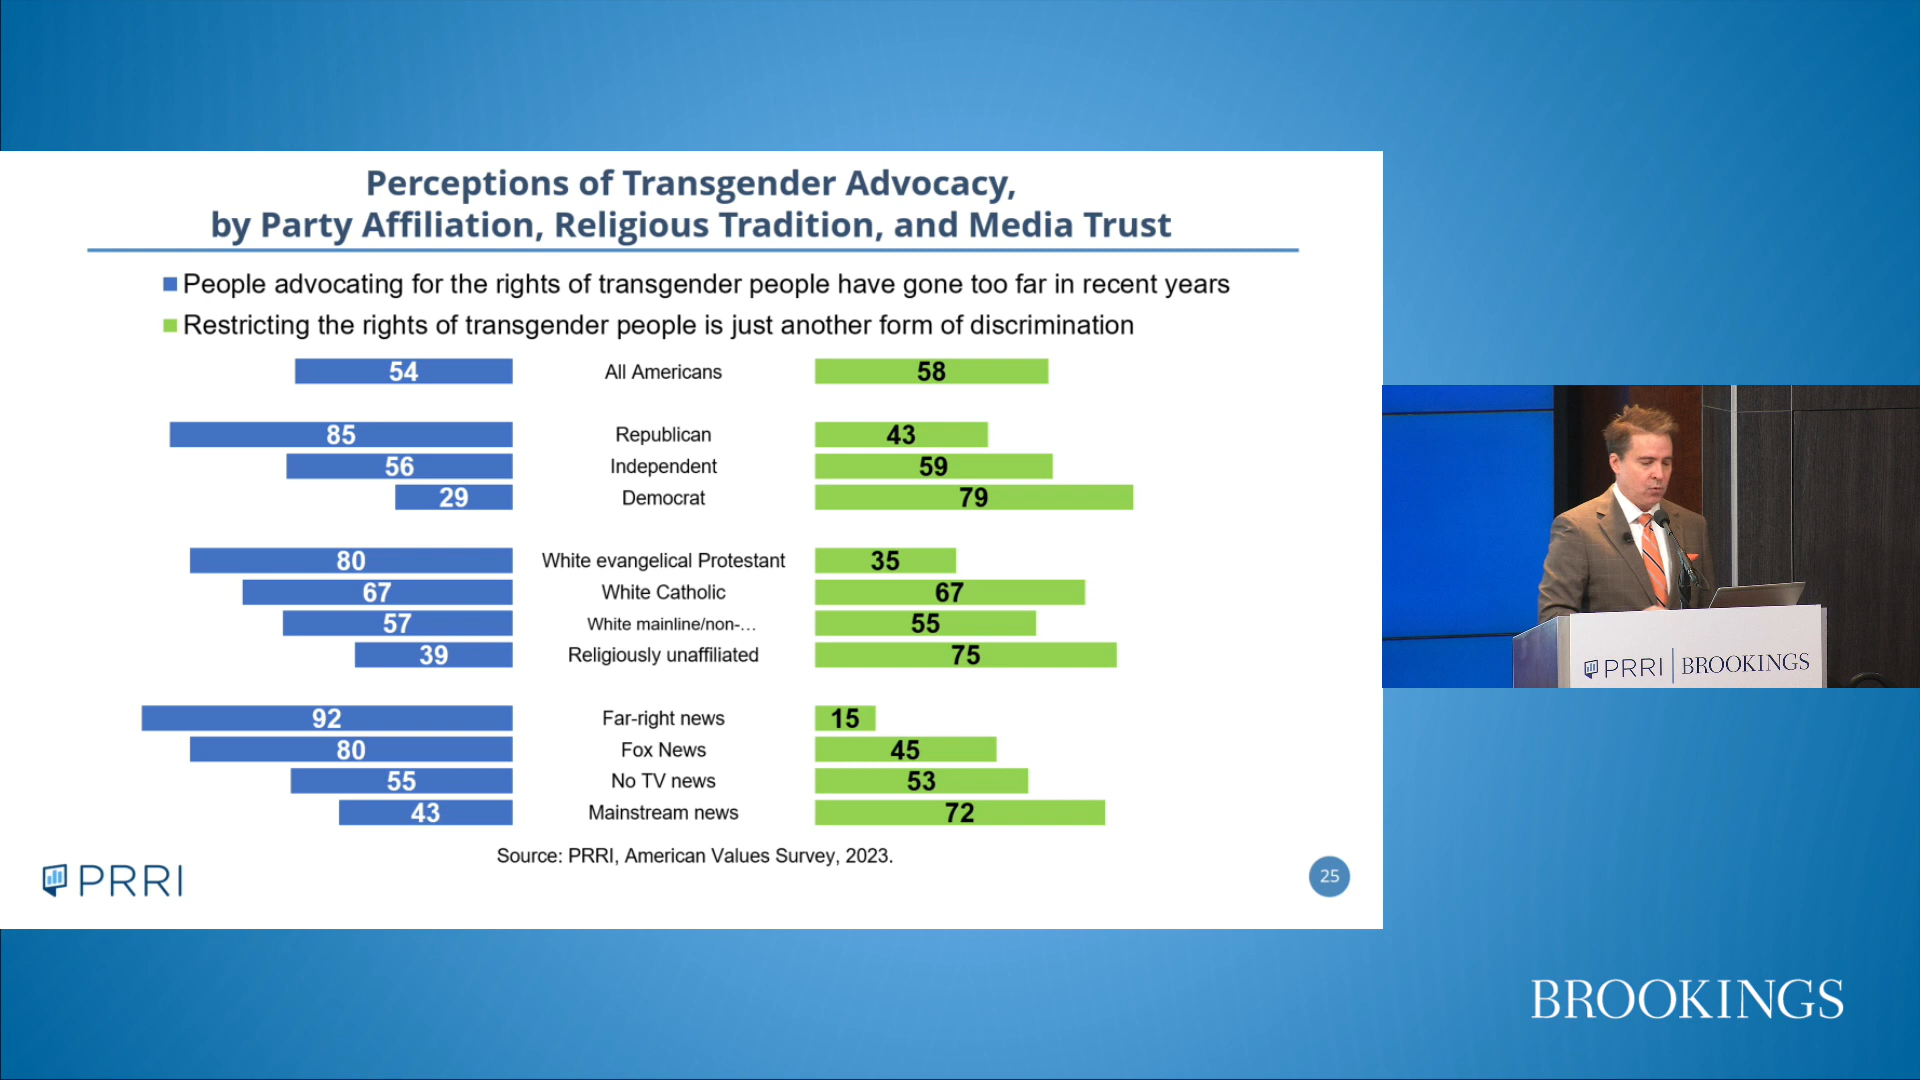 Perceptions of Transgender Advocacy,
by Party Affiliation, Religious Tradition, and Media Trust
People advocating for the rights of transgender people have gone too far in recent years
Restricting the rights of transgender people is just another form of discrimination
54 All Americans 58
85 Republican 43
56 Independent 59
29 Democrat 79
80 White evangelical Protestant 35
67 White Catholic 67
57 White mainline/non-... 55
39 Religiously unaffiliated 75
92 Far-right news 15
80 Fox News 45
55 No TV news 53
43 Mainstream news 72
Source: PRRI, American Values Survey, 2023.
PRRI
25
PRRI | BROOKINGS
BROOKINGS